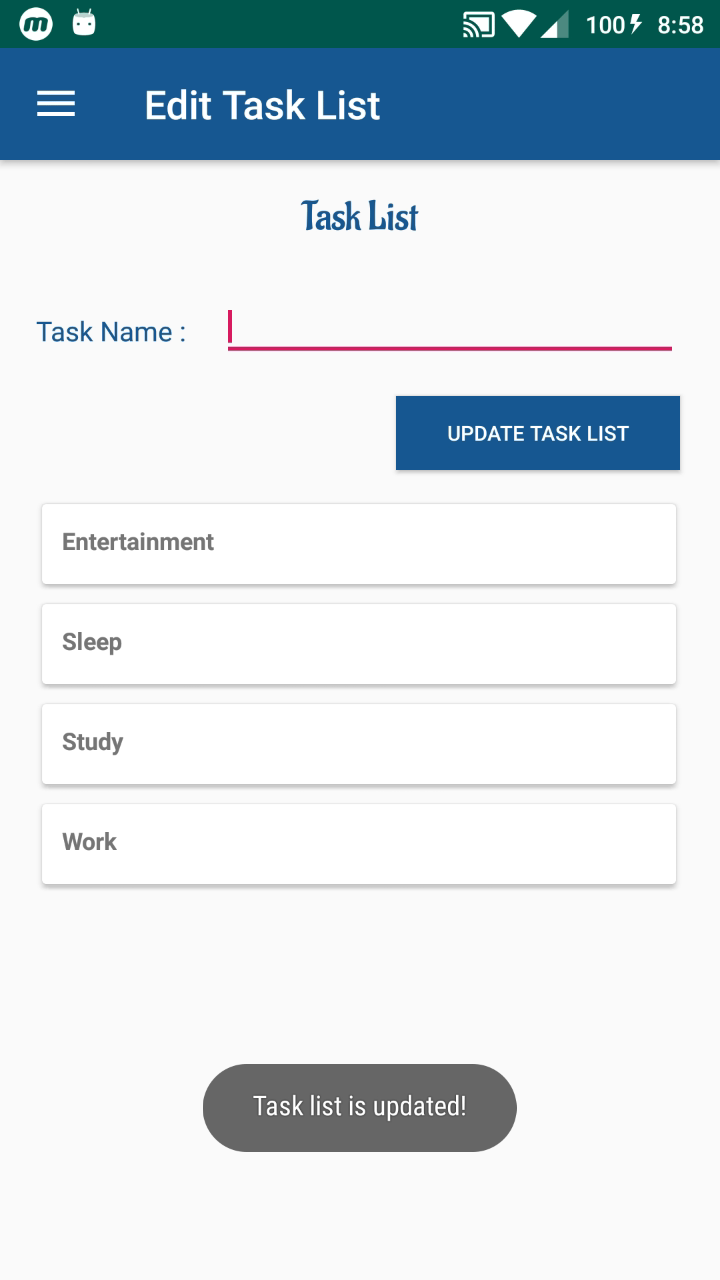 m 100 8:58
Edit Task List
Task List
Task Name :
UPDATE TASK LIST
Entertainment
Sleep
Study
Work
Task list is updated!